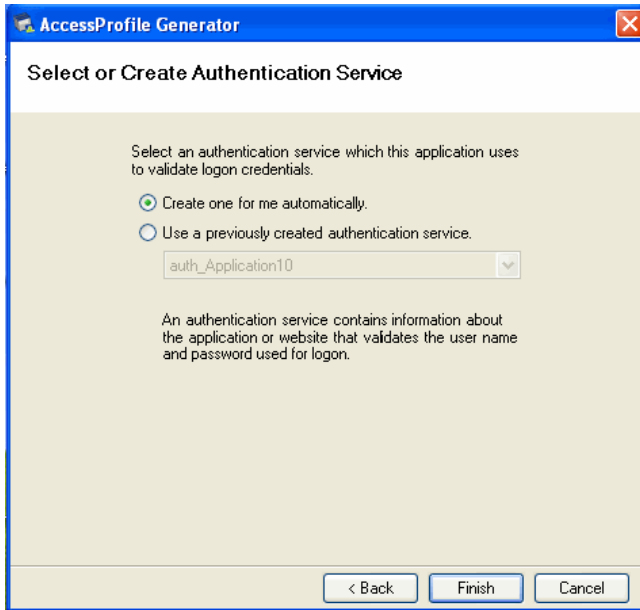 AccessProfile Generator
Select or Create Authentication Service
Select an authentication service which this application uses
to validate logon credentials.
Create one for me automatically.
Use a previously created authentication service.
auth_Application10
An authentication service contains information about
the application or website that validates the user name
and password used for logon.
< Back
Finish
Cancel